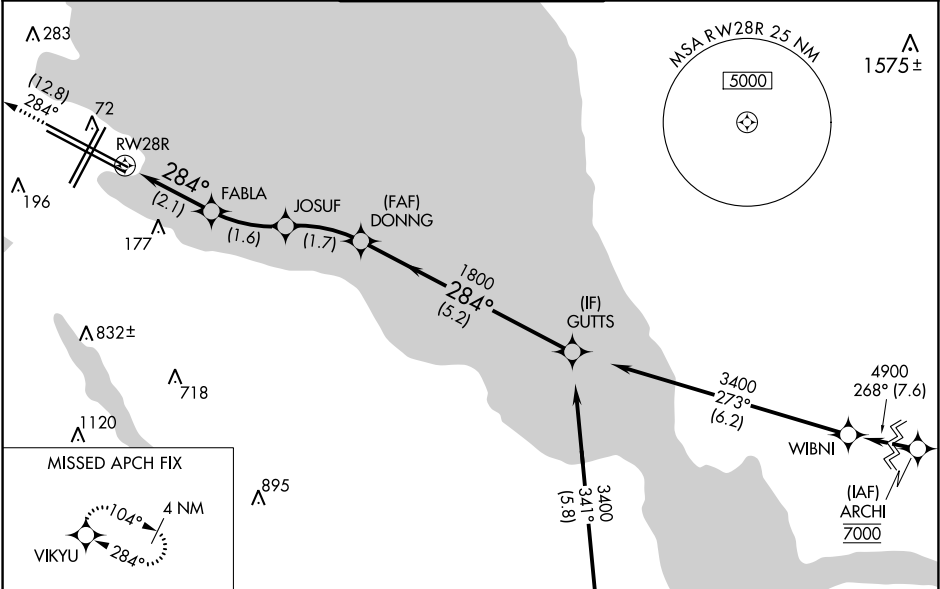 283
MSA RW28R 25 NM
5000
1575±
(12.8)
284°
72
RW28R
196
284°
(2.1)
FABLA
JOSUF
(FAF)
DONNG
177
(1.6)
(1.7)
1800
284°
(5.2)
(IF)
GUTTS
832±
718
1120
3400
273°
(6.2)
4900
268° (7.6)
WIBNI
(IAF)
ARCHI
7000
3400
341°
(5.8)
895
MISSED APCH FIX
104°
4 NM
284°
VIKYU